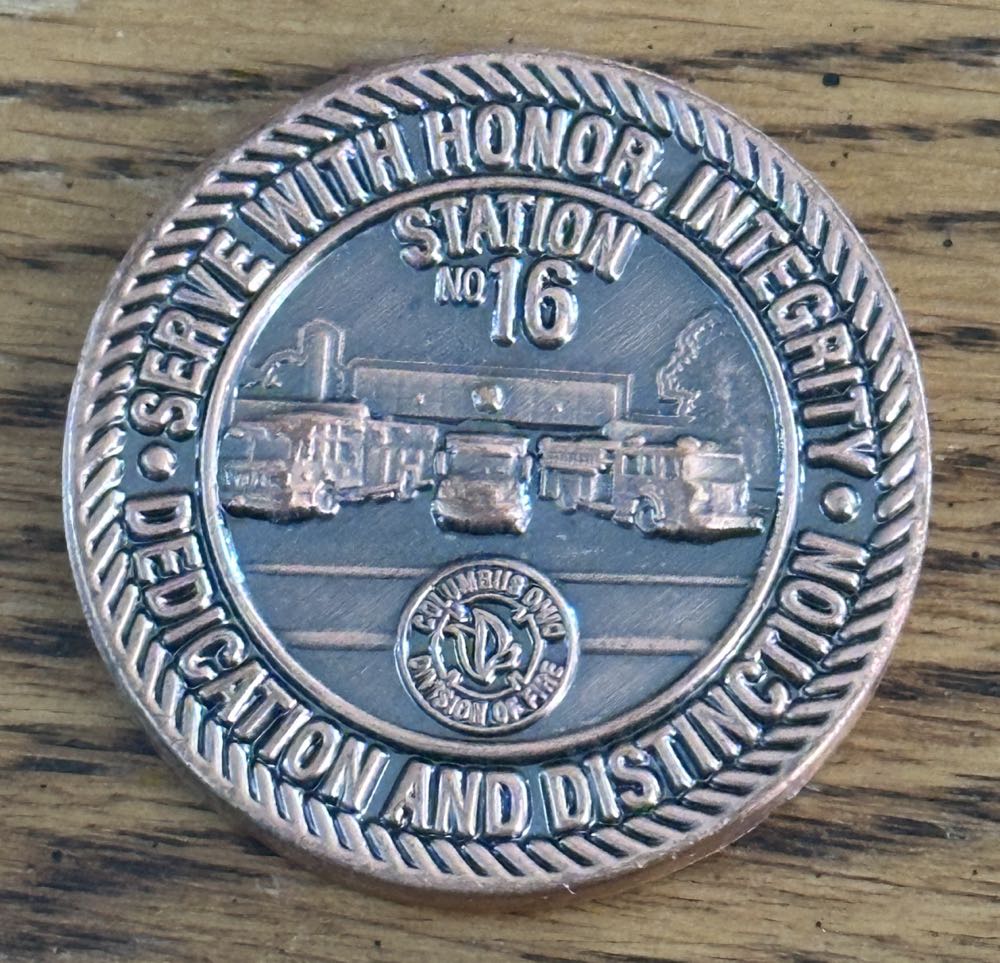 SERVE WITH HONOR, INTEGRITY
STATION
NO 16
COLUMBUS OHIO
DIVISION OF FIRE
DEDICATION AND DISTINCTION